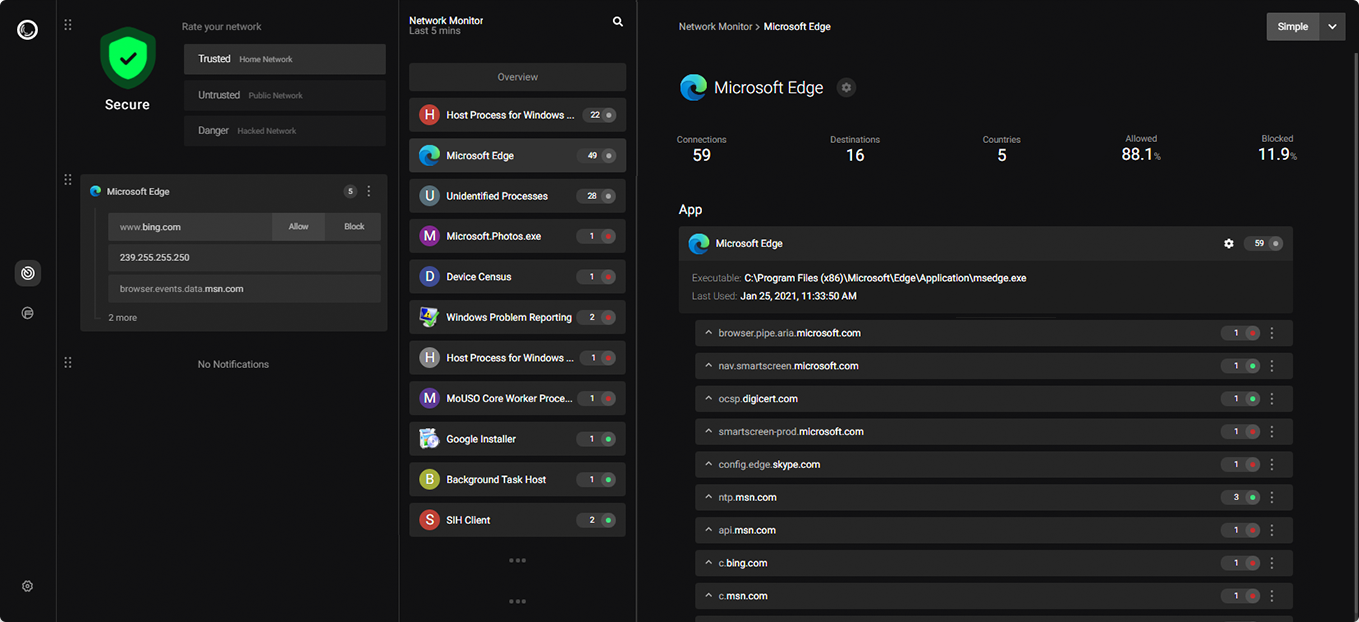 Secure
Rate your network
Trusted Home Network
Untrusted Public Network
Danger Hacked Network
Microsoft Edge 5
www.bing.com Allow Block
239.255.255.250
browser.events.data.msn.com
2 more
No Notifications
Network Monitor
Last 5 mins
Overview
H Host Process for Windows ... 22
Microsoft Edge 49
U Unidentified Processes 28
M Microsoft.Photos.exe 1
D Device Census 1
Windows Problem Reporting 2
H Host Process for Windows ... 1
M MoUSO Core Worker Proce... 1
Google Installer 1
B Background Task Host 1
S SIH Client 2
Network Monitor > Microsoft Edge
Simple
Microsoft Edge
Connections Destinations Countries Allowed Blocked
59 16 5 88.1% 11.9%
App
Microsoft Edge 59
Executable: C:\Program Files (x86)\Microsoft\Edge\Application\msedge.exe
Last Used: Jan 25, 2021, 11:33:50 AM
browser.pipe.aria.microsoft.com 1
nav.smartscreen.microsoft.com 1
ocsp.digicert.com 1
smartscreen-prod.microsoft.com 1
config.edge.skype.com 1
ntp.msn.com 3
api.msn.com 1
c.bing.com 1
c.msn.com 1